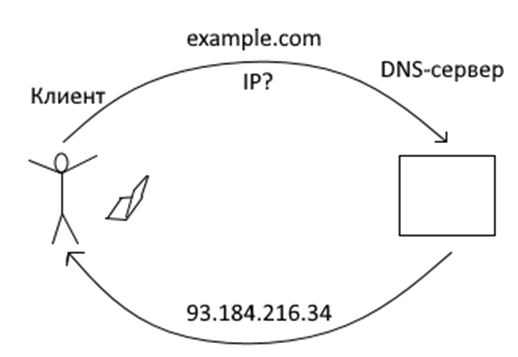 example.com
IP?
DNS-сервер
Клиент
93.184.216.34